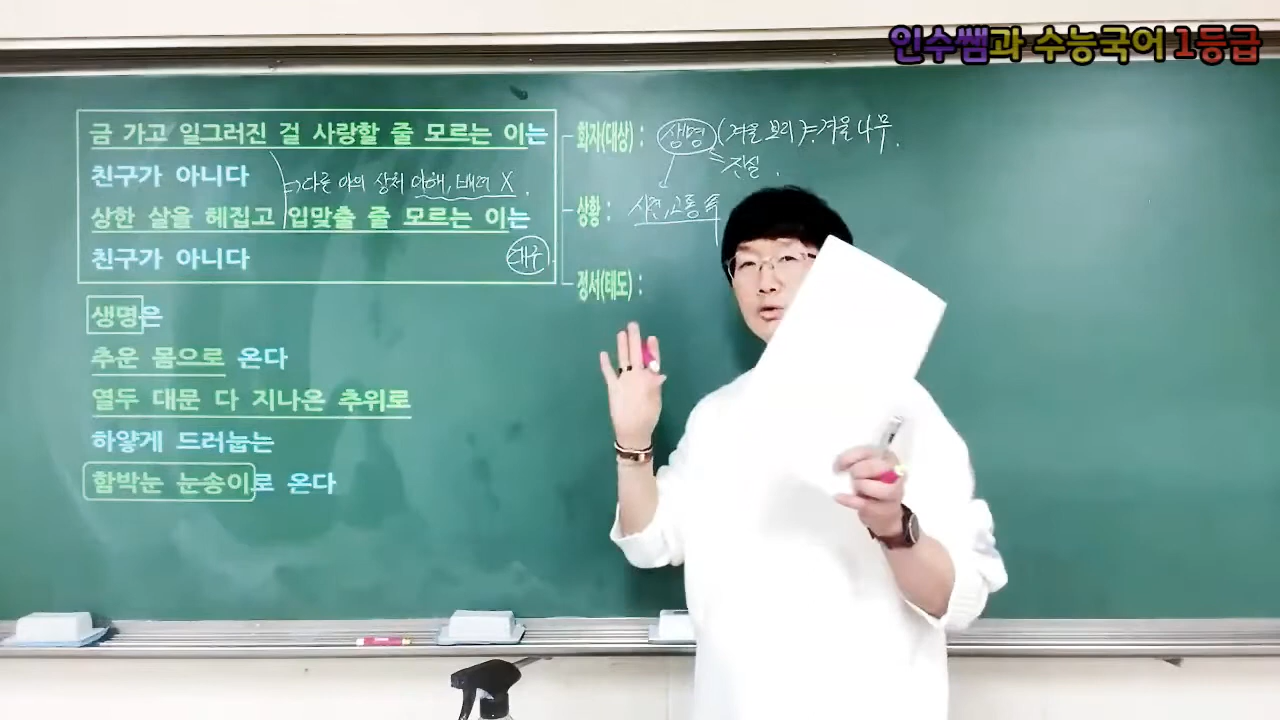 인수쌤과 수능국어 1등급
금 가고 일그러진 걸 사랑할 줄 모르는 이는
친구가 아니다
상한 살을 헤집고 입맞출 줄 모르는 이는
친구가 아니다
생명은
추운 몸으로 온다
열두 대문 다 지나온 추위로
하얗게 드러눕는
함박눈 눈송이로 온다
다른 이의 상처 이해, 배려 X.
대구
화자(대상) : 생명 (겨울 보리 겨울 나무.
진실.
상황 : 시련, 고통 속
정서(태도) :